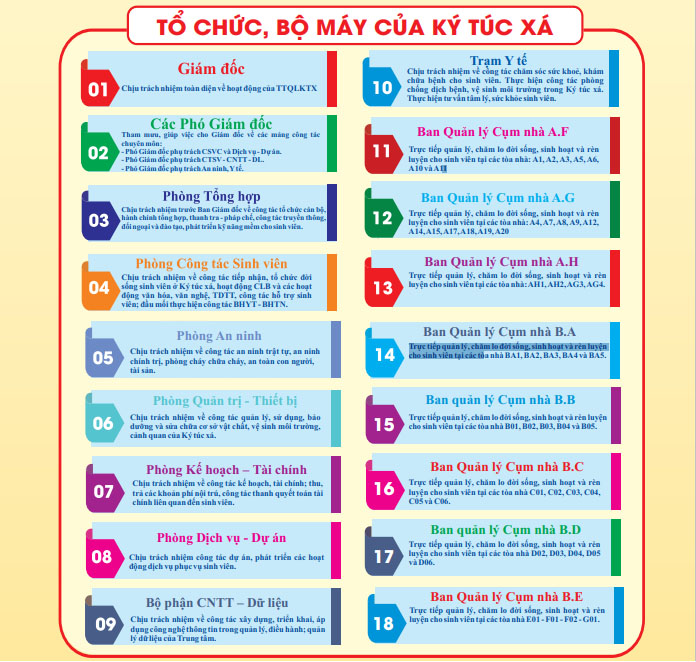 TỔ CHỨC, BỘ MÁY CỦA KÝ TÚC XÁ
01
Giám đốc
Chịu trách nhiệm toàn diện về hoạt động của TTQLKTX
02
Các Phó Giám đốc
Tham mưu, giúp việc cho Giám đốc về các mảng công tác
chuyên môn:
- Phó Giám đốc phụ trách CSVC và Dịch vụ - Dự án.
- Phó Giám đốc phụ trách CTSV - CNTT - DL.
- Phó Giám đốc phụ trách An ninh, Y tế.
03
Phòng Tổng hợp
Chịu trách nhiệm trước Ban Giám đốc về công tác tổ chức cán bộ,
hành chính tổng hợp, thanh tra - pháp chế, công tác truyền thông,
đối ngoại và đào tạo, phát triển kỹ năng mềm cho sinh viên.
04
Phòng Công tác Sinh viên
Chịu trách nhiệm về công tác tiếp nhận, tổ chức đời
sống sinh viên ở Ký túc xá, hoạt động CLB và các hoạt
động văn hóa, văn nghệ, TDTT, công tác hỗ trợ sinh
viên; đầu mối thực hiện công tác BHYT - BHTN.
05
Phòng An ninh
Chịu trách nhiệm về công tác an ninh trật tự, an ninh
chính trị, phòng cháy chữa cháy, an toàn con người,
tài sản.
06
Phòng Quản trị - Thiết bị
Chịu trách nhiệm về công tác quản lý, sử dụng, bảo
dưỡng và sửa chữa cơ sở vật chất, vệ sinh môi trường,
cảnh quan của Ký túc xá.
07
Phòng Kế hoạch – Tài chính
Chịu trách nhiệm về công tác kế hoạch, tài chính; thu,
trả các khoản phí nội trú, công tác thanh quyết toán tài
chính liên quan đến sinh viên.
08
Phòng Dịch vụ - Dự án
Chịu trách nhiệm công tác dự án, phát triển các hoạt
động dịch vụ phục vụ sinh viên.
09
Bộ phận CNTT – Dữ liệu
Chịu trách nhiệm về công tác xây dựng, triển khai, áp
dụng công nghệ thông tin trong quản lý, điều hành; quản
lý dữ liệu của Trung tâm.
10
Trạm Y tế
Chịu trách nhiệm về công tác chăm sóc sức khoẻ, khám
chữa bệnh cho sinh viên. Thực hiện công tác phòng
chống dịch bệnh, vệ sinh môi trường trong Ký túc xá.
Thực hiện tư vấn tâm lý, sức khỏe sinh viên.
11
Ban Quản lý Cụm nhà A.F
Trực tiếp quản lý, chăm lo đời sống, sinh hoạt và rèn
luyện cho sinh viên tại các tòa nhà: A1, A2, A3, A5, A6,
A10 và A11
12
Ban Quản lý Cụm nhà A.G
Trực tiếp quản lý, chăm lo đời sống, sinh hoạt và rèn
luyện cho sinh viên tại các tòa nhà: A4, A7, A8, A9, A12,
A14, A15, A17, A18, A19, A20
13
Ban Quản lý Cụm nhà A.H
Trực tiếp quản lý, chăm lo đời sống, sinh hoạt và rèn
luyện cho sinh viên tại các tòa nhà: AH1, AH2, AG3, AG4.
14
Ban Quản lý Cụm nhà B.A
Trực tiếp quản lý, chăm lo đời sống, sinh hoạt và rèn luyện
cho sinh viên tại các tòa nhà BA1, BA2, BA3, BA4 và BA5.
15
Ban quản lý Cụm nhà B.B
Trực tiếp quản lý, chăm lo đời sống, sinh hoạt và rèn luyện
cho sinh viên tại các tòa nhà B01, B02, B03, B04 và B05.
16
Ban Quản lý Cụm nhà B.C
Trực tiếp quản lý, chăm lo đời sống, sinh hoạt và rèn
luyện cho sinh viên tại các tòa nhà C01, C02, C03, C04,
C05 và C06.
17
Ban quản lý Cụm nhà B.D
Trực tiếp quản lý, chăm lo đời sống, sinh hoạt và rèn
luyện cho sinh viên tại các tòa nhà D02, D03, D04, D05
và D06.
18
Ban Quản lý Cụm nhà B.E
Trực tiếp quản lý, chăm lo đời sống, sinh hoạt và rèn
luyện cho sinh viên tại các tòa nhà E01 - F01 - F02 - G01.